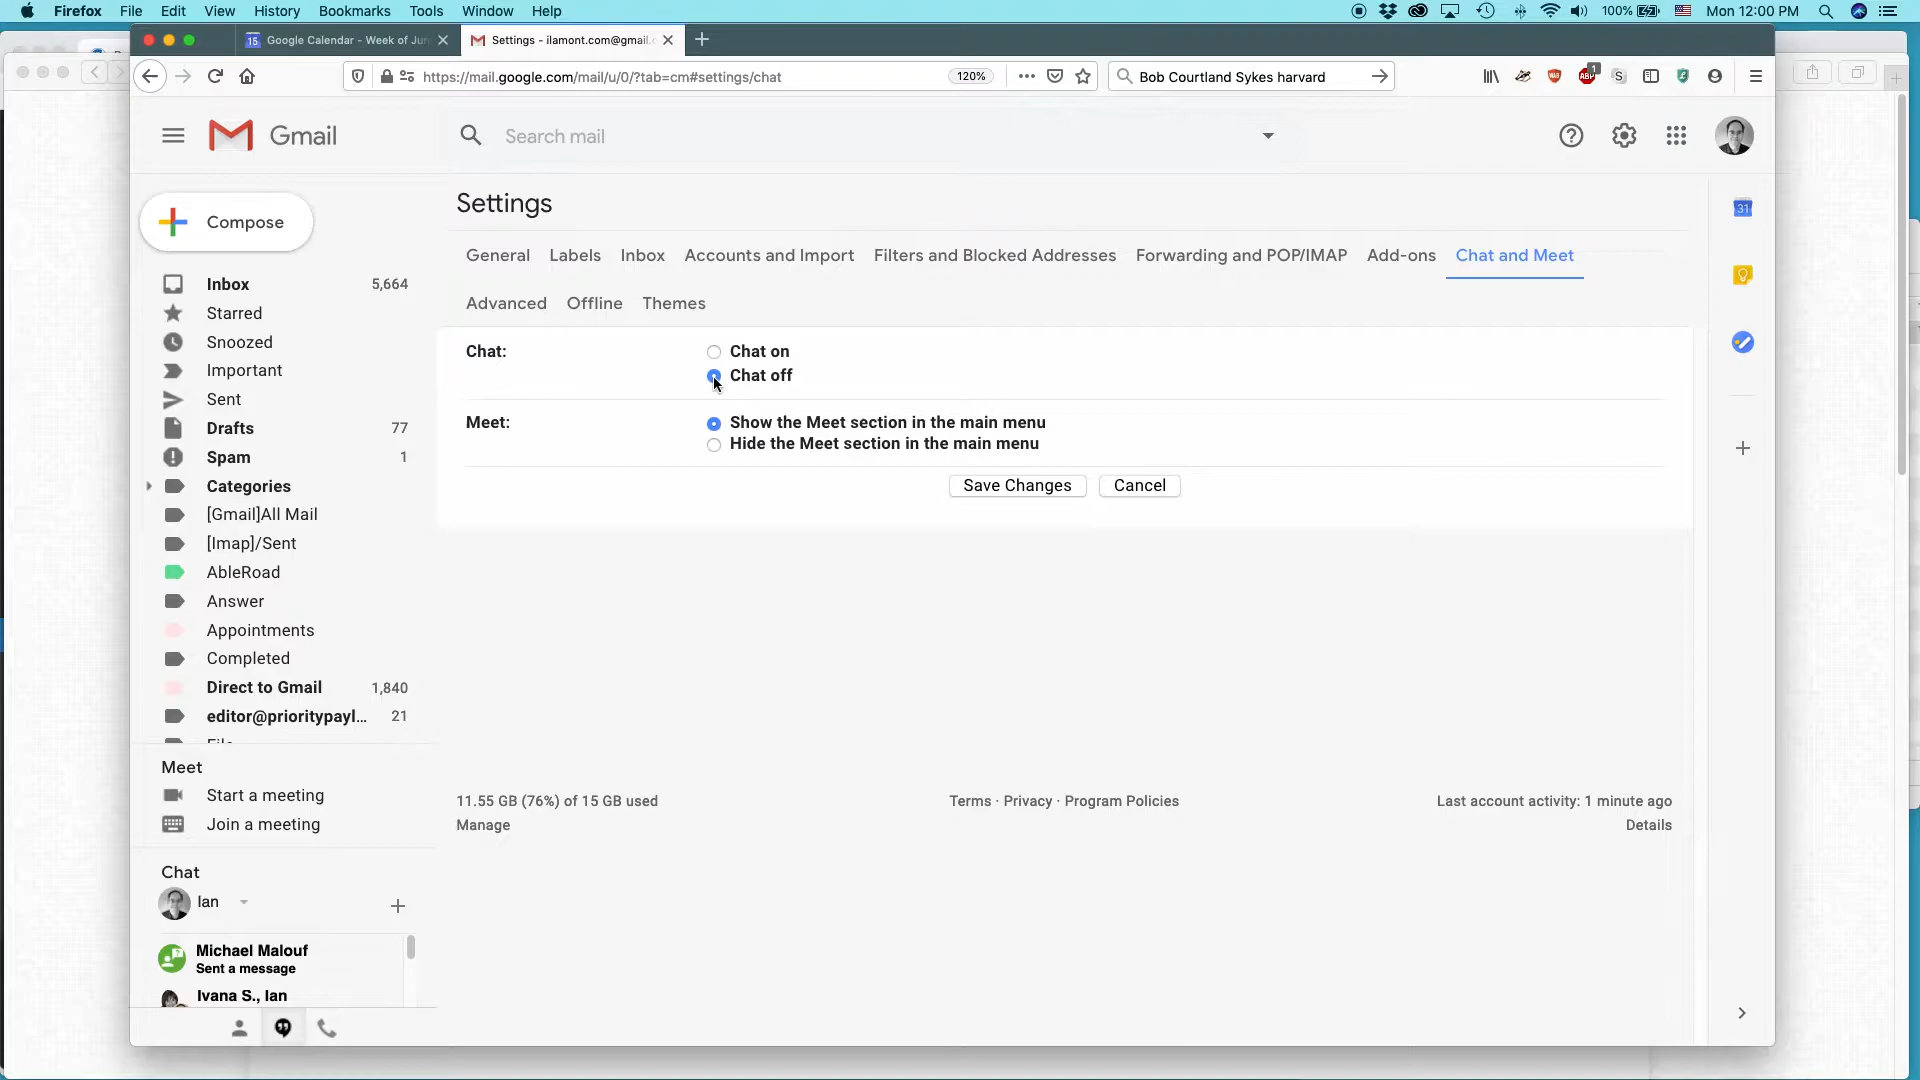 Firefox File Edit View History Bookmarks Tools Window Help 100% Mon 12:00 PM
15 Google Calendar - Week of Jun
Settings - ilamont.com@gmail.
https://mail.google.com/mail/u/0/?tab=cm#settings/chat 120% Bob Courtland Sykes harvard ABP 1 S
Gmail Search mail
Settings
Compose
General Labels Inbox Accounts and Import Filters and Blocked Addresses Forwarding and POP/IMAP Add-ons Chat and Meet
Advanced Offline Themes
31
Inbox 5,664
Starred
Snoozed
Important
Sent
Drafts 77
Spam 1
Categories
[Gmail]All Mail
[Imap]/Sent
AbleRoad
Answer
Appointments
Completed
Direct to Gmail 1,840
editor@prioritypayl... 21
Meet
Start a meeting
Join a meeting
Chat
Ian
Michael Malouf
Sent a message
Ivana S., Ian
Chat: Chat on
Chat off
Meet: Show the Meet section in the main menu
Hide the Meet section in the main menu
Save Changes Cancel
11.55 GB (76%) of 15 GB used
Manage
Terms · Privacy · Program Policies
Last account activity: 1 minute ago
Details